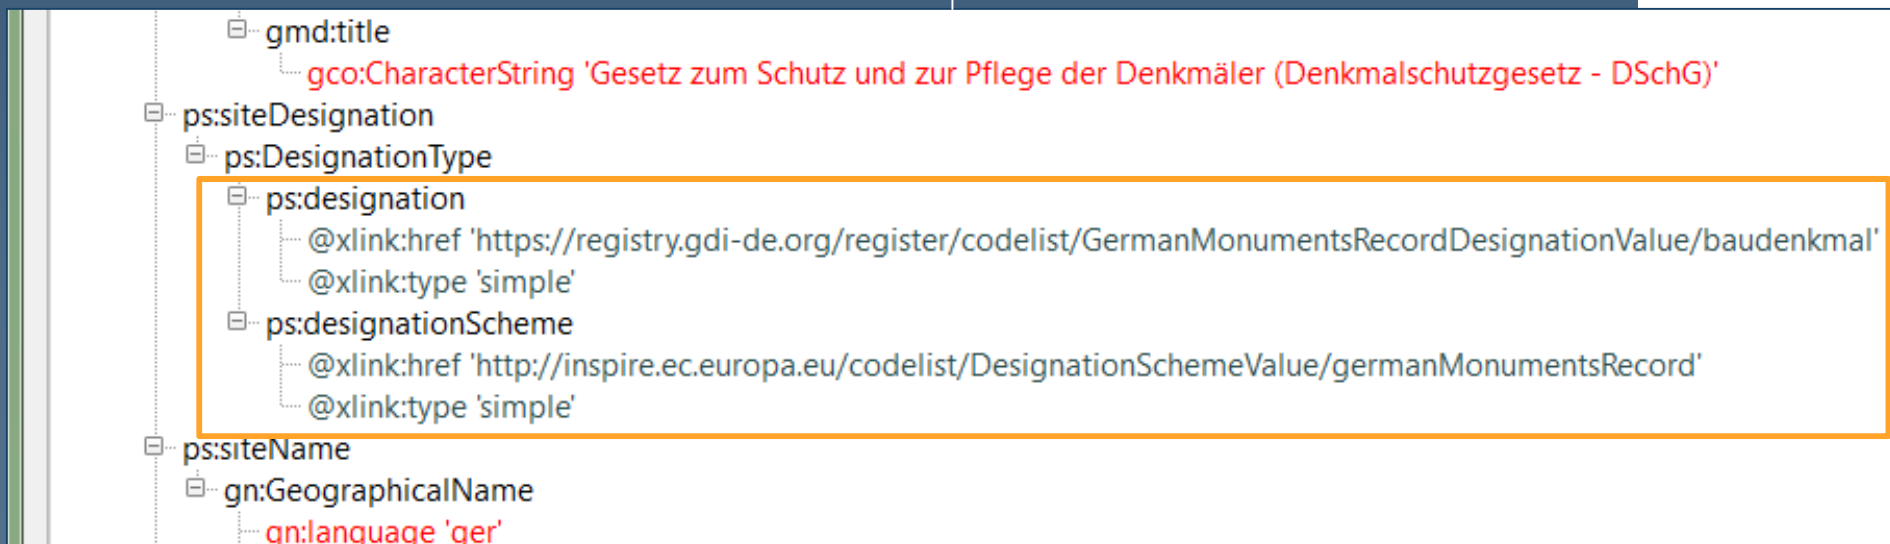 gmd:title
gco:CharacterString 'Gesetz zum Schutz und zur Pflege der Denkmäler (Denkmalschutzgesetz - DSchG)'
ps:siteDesignation
ps:DesignationType
ps:designation
@xlink:href 'https://registry.gdi-de.org/register/codelist/GermanMonumentsRecordDesignationValue/baudenkmal'
@xlink:type 'simple'
ps:designationScheme
@xlink:href 'http://inspire.ec.europa.eu/codelist/DesignationSchemeValue/germanMonumentsRecord'
@xlink:type 'simple'
ps:siteName
gn:GeographicalName
gn:language 'ger'